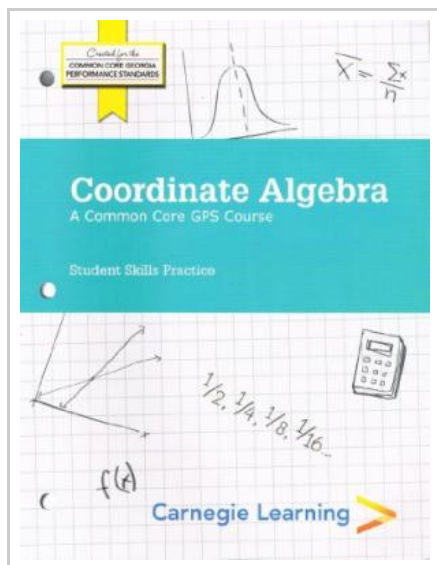 Created for the
COMMON CORE GEORGIA
PERFORMANCE STANDARDS
X̄ = Σx/n
Coordinate Algebra
A Common Core GPS Course
Student Skills Practice
1/2, 1/4, 1/8, 1/16...
x
f(x)
Carnegie Learning